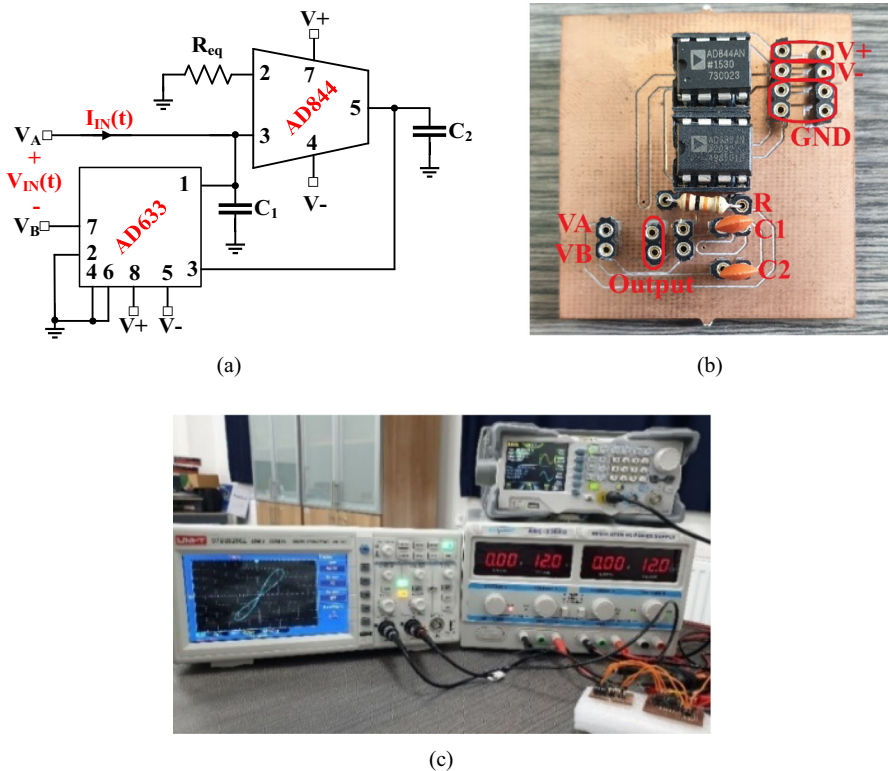 V+
Req
2
7
AD844
5
VA
IIN(t)
3
+
VIN(t)
-
4
C2
V-
1
C1
AD633
VB
7
2
4 6 8 5
3
V+ V-
(a)
AD844AN
#1530
730023
V+
V-
GND
R
VA
C1
VB
Output
C2
(b)
UNI-T
0.00 12.0 0.00 12.0
(c)